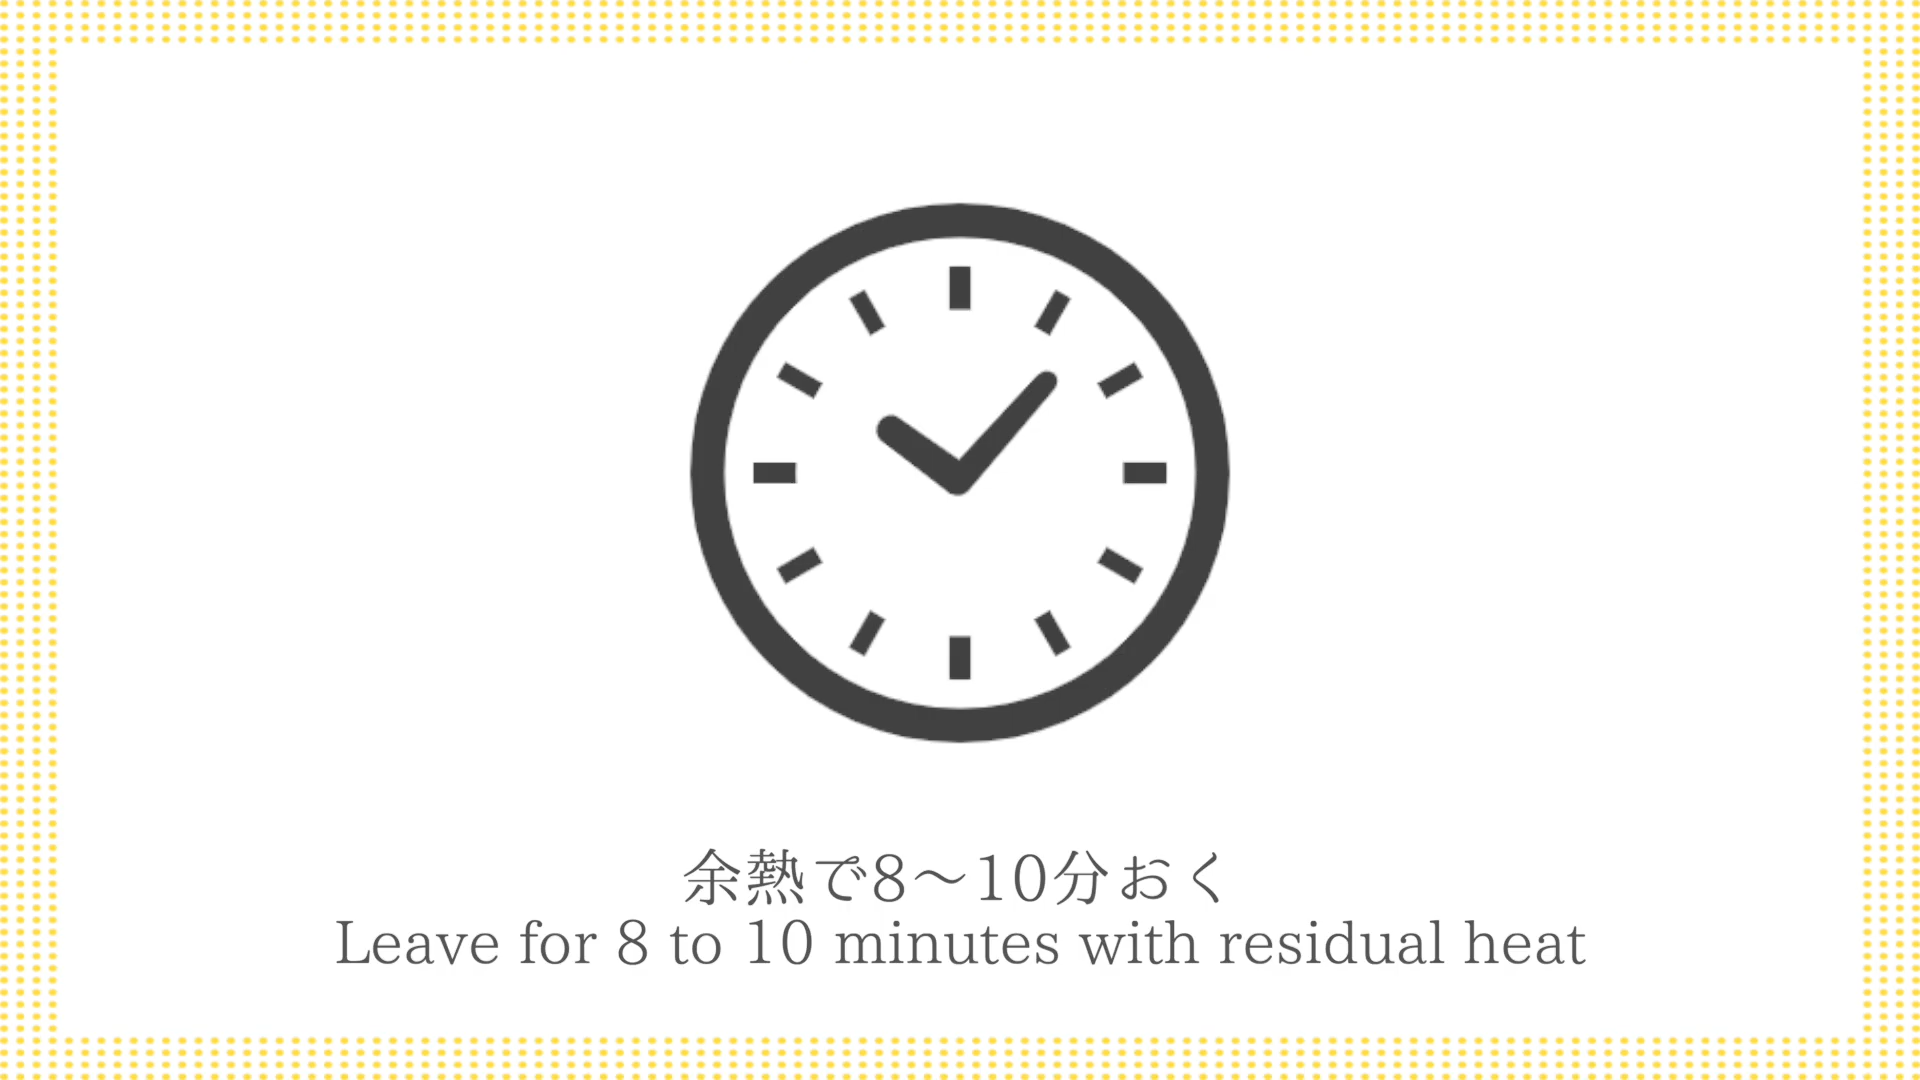 余熱で8〜10分おく
Leave for 8 to 10 minutes with residual heat